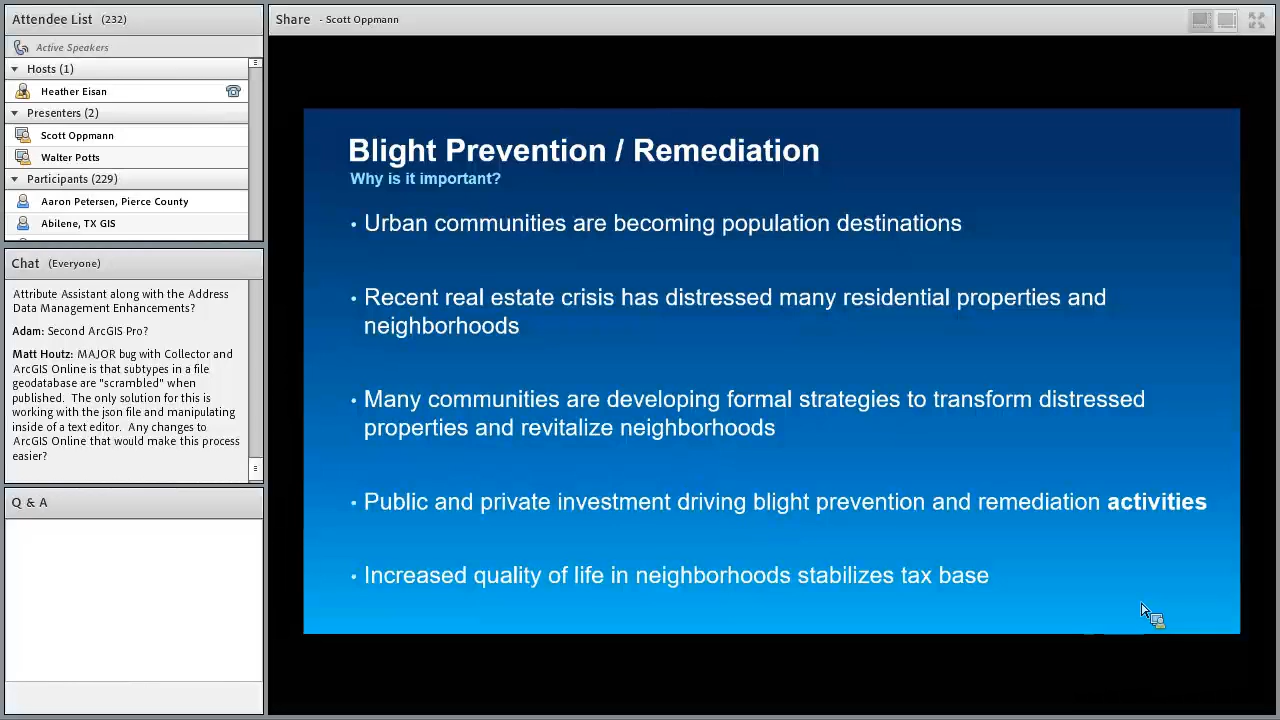 Attendee List (232)
Active Speakers
Hosts (1)
Heather Eisan
Presenters (2)
Scott Oppmann
Walter Potts
Participants (229)
Aaron Petersen, Pierce County
Abilene, TX GIS
Chat (Everyone)
Attribute Assistant along with the Address
Data Management Enhancements?
Adam: Second ArcGIS Pro?
Matt Houtz: MAJOR bug with Collector and
ArcGIS Online is that subtypes in a file
geodatabase are "scrambled" when
published. The only solution for this is
working with the json file and manipulating
inside of a text editor. Any changes to
ArcGIS Online that would make this process
easier?
Q & A
Share - Scott Oppmann
Blight Prevention / Remediation
Why is it important?
• Urban communities are becoming population destinations
• Recent real estate crisis has distressed many residential properties and
neighborhoods
• Many communities are developing formal strategies to transform distressed
properties and revitalize neighborhoods
• Public and private investment driving blight prevention and remediation activities
• Increased quality of life in neighborhoods stabilizes tax base